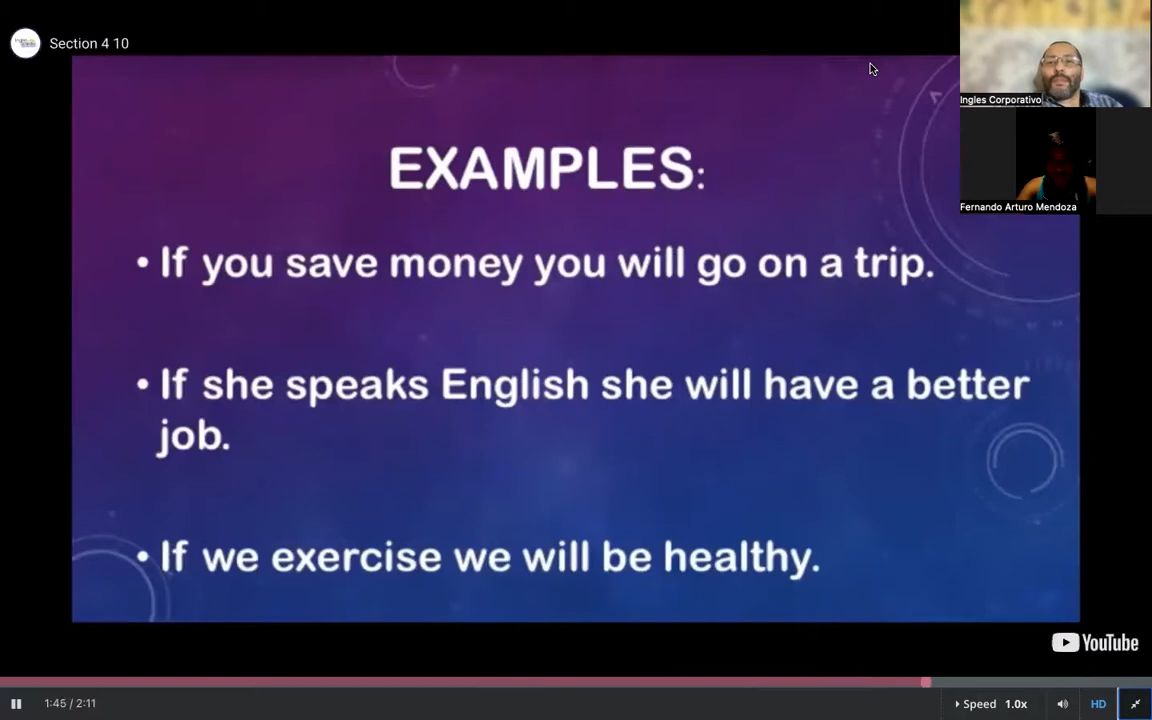 Section 4 10
Ingles Corporativo
Fernando Arturo Mendoza
EXAMPLES:
• If you save money you will go on a trip.
• If she speaks English she will have a better
job.
• If we exercise we will be healthy.
YouTube
1:45 / 2:11
Speed 1.0x
HD